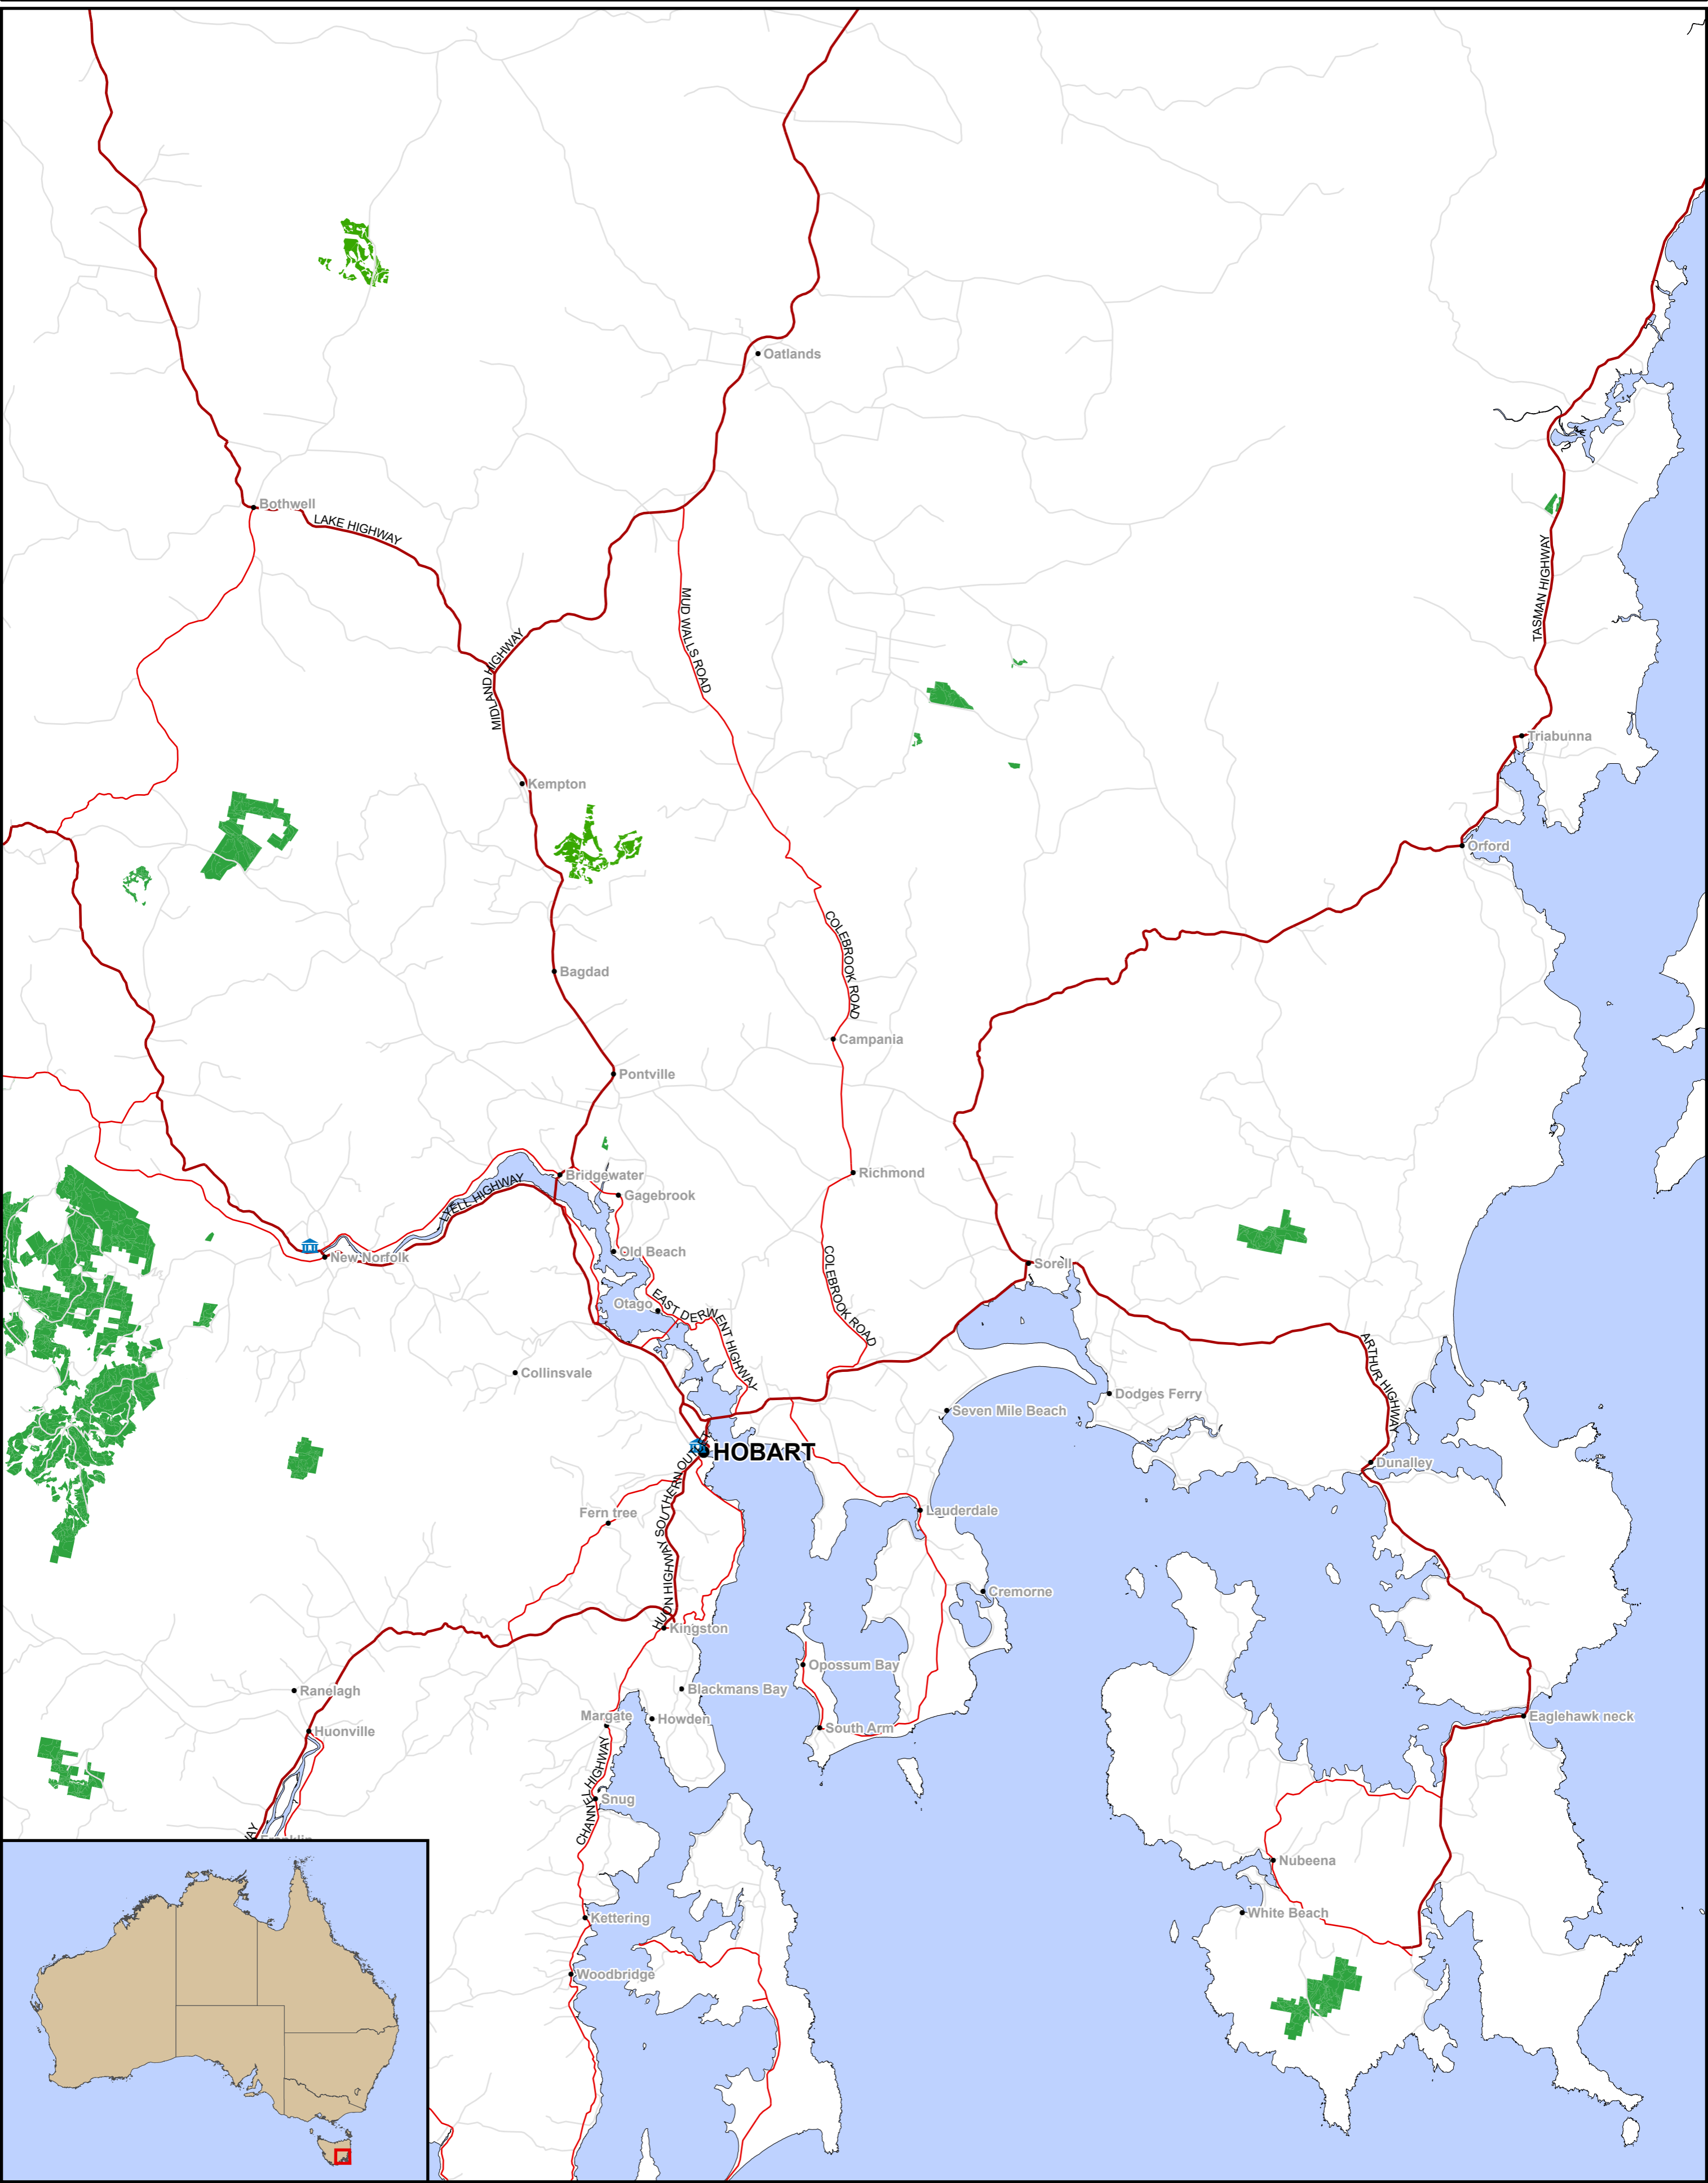 Oatlands
Bothwell
LAKE HIGHWAY
TASMAN HIGHWAY
MUD WALLS ROAD
MIDLAND HIGHWAY
Triabunna
Kempton
Orford
COLEBROOK ROAD
Bagdad
Campania
Pontville
Richmond
Bridgewater
LYELL HIGHWAY
Gagebrook
New Norfolk
Old Beach
Sorell
COLEBROOK ROAD
Otago
EAST DERWENT HIGHWAY
ARTHUR HIGHWAY
Collinsvale
Dodges Ferry
Seven Mile Beach
HOBART
Dunalley
SOUTHERN
Fern tree
Lauderdale
HUON HIGHWAY
Cremorne
Kingston
Opossum Bay
Ranelagh
Blackmans Bay
Margate
Howden
Eaglehawk neck
South Arm
Huonville
CHANNEL HIGHWAY
Snug
Nubeena
White Beach
Kettering
Woodbridge